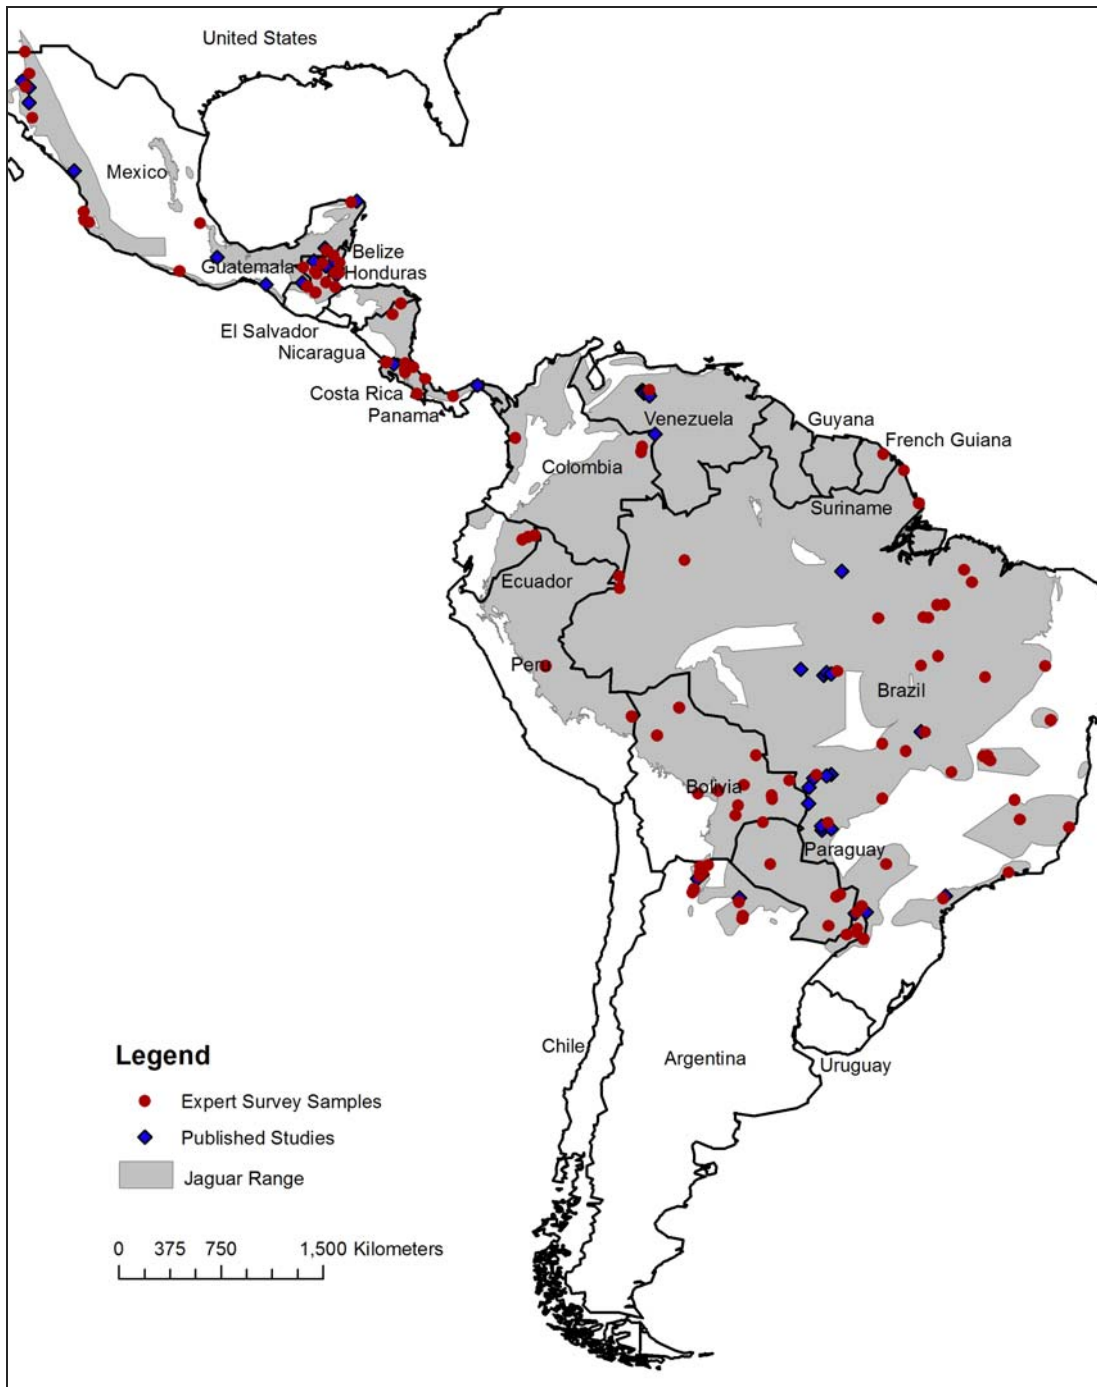 United States
Mexico
Belize
Guatemala
Honduras
El Salvador
Nicaragua
Costa Rica
Panama
Venezuela
Guyana
French Guiana
Colombia
Suriname
Ecuador
Peru
Brazil
Bolivia
Paraguay
Chile
Argentina
Uruguay
Legend
Expert Survey Samples
Published Studies
Jaguar Range
0 375 750 1,500 Kilometers